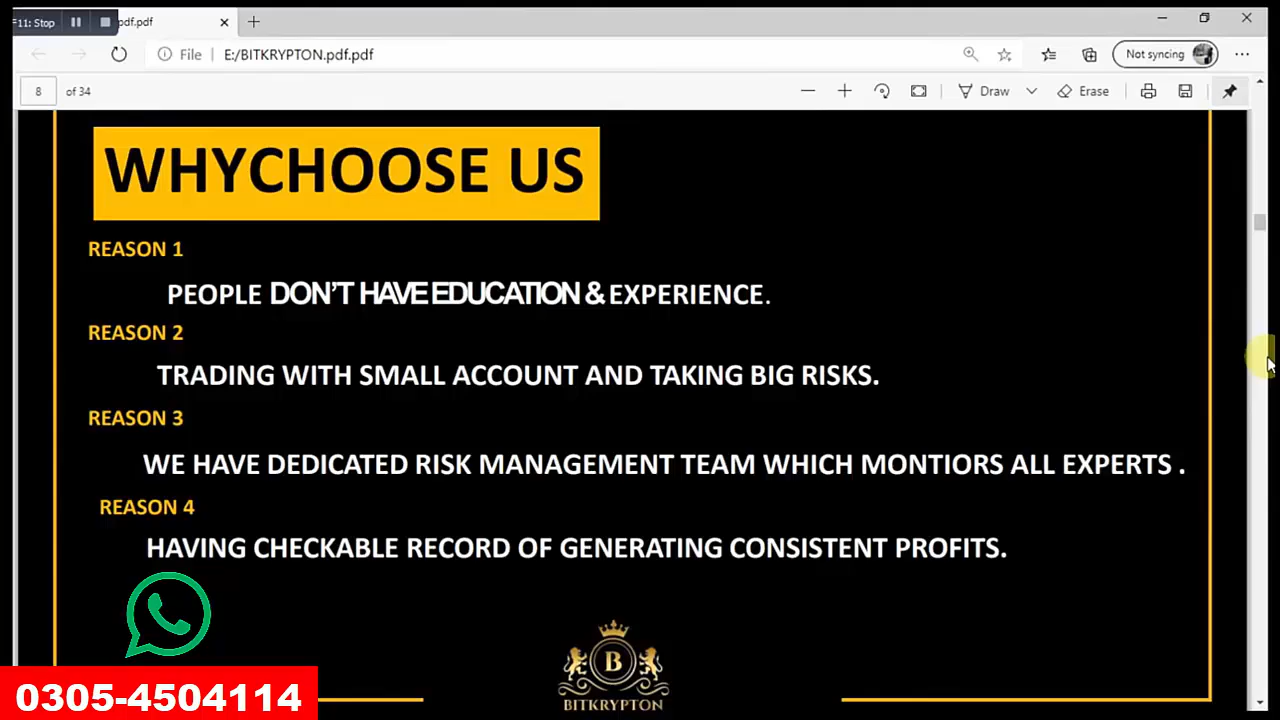 F11: Stop
pdf.pdf
File
E:/BITKRYPTON.pdf.pdf
Not syncing
8
of 34
Draw
Erase
WHYCHOOSE US
REASON 1
PEOPLE DON'T HAVE EDUCATION & EXPERIENCE.
REASON 2
TRADING WITH SMALL ACCOUNT AND TAKING BIG RISKS.
REASON 3
WE HAVE DEDICATED RISK MANAGEMENT TEAM WHICH MONTIORS ALL EXPERTS .
REASON 4
HAVING CHECKABLE RECORD OF GENERATING CONSISTENT PROFITS.
B
BITKRYPTON
0305-4504114